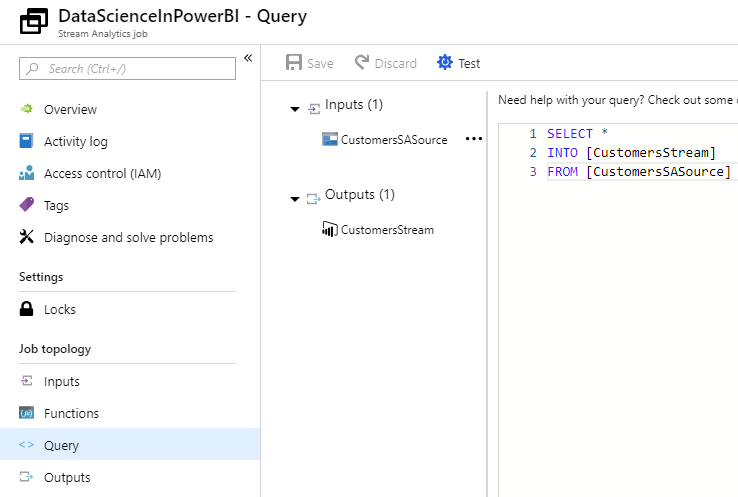 DataScienceInPowerBI - Query
Stream Analytics job
Search (Ctrl+/)
«
Overview
Activity log
Access control (IAM)
Tags
Diagnose and solve problems
Settings
Locks
Job topology
Inputs
Functions
<> Query
Outputs
Save Discard Test
Inputs (1)
CustomersSASource ...
Outputs (1)
CustomersStream
Need help with your query? Check out some
1 SELECT *
2 INTO [CustomersStream]
3 FROM [CustomersSASource]